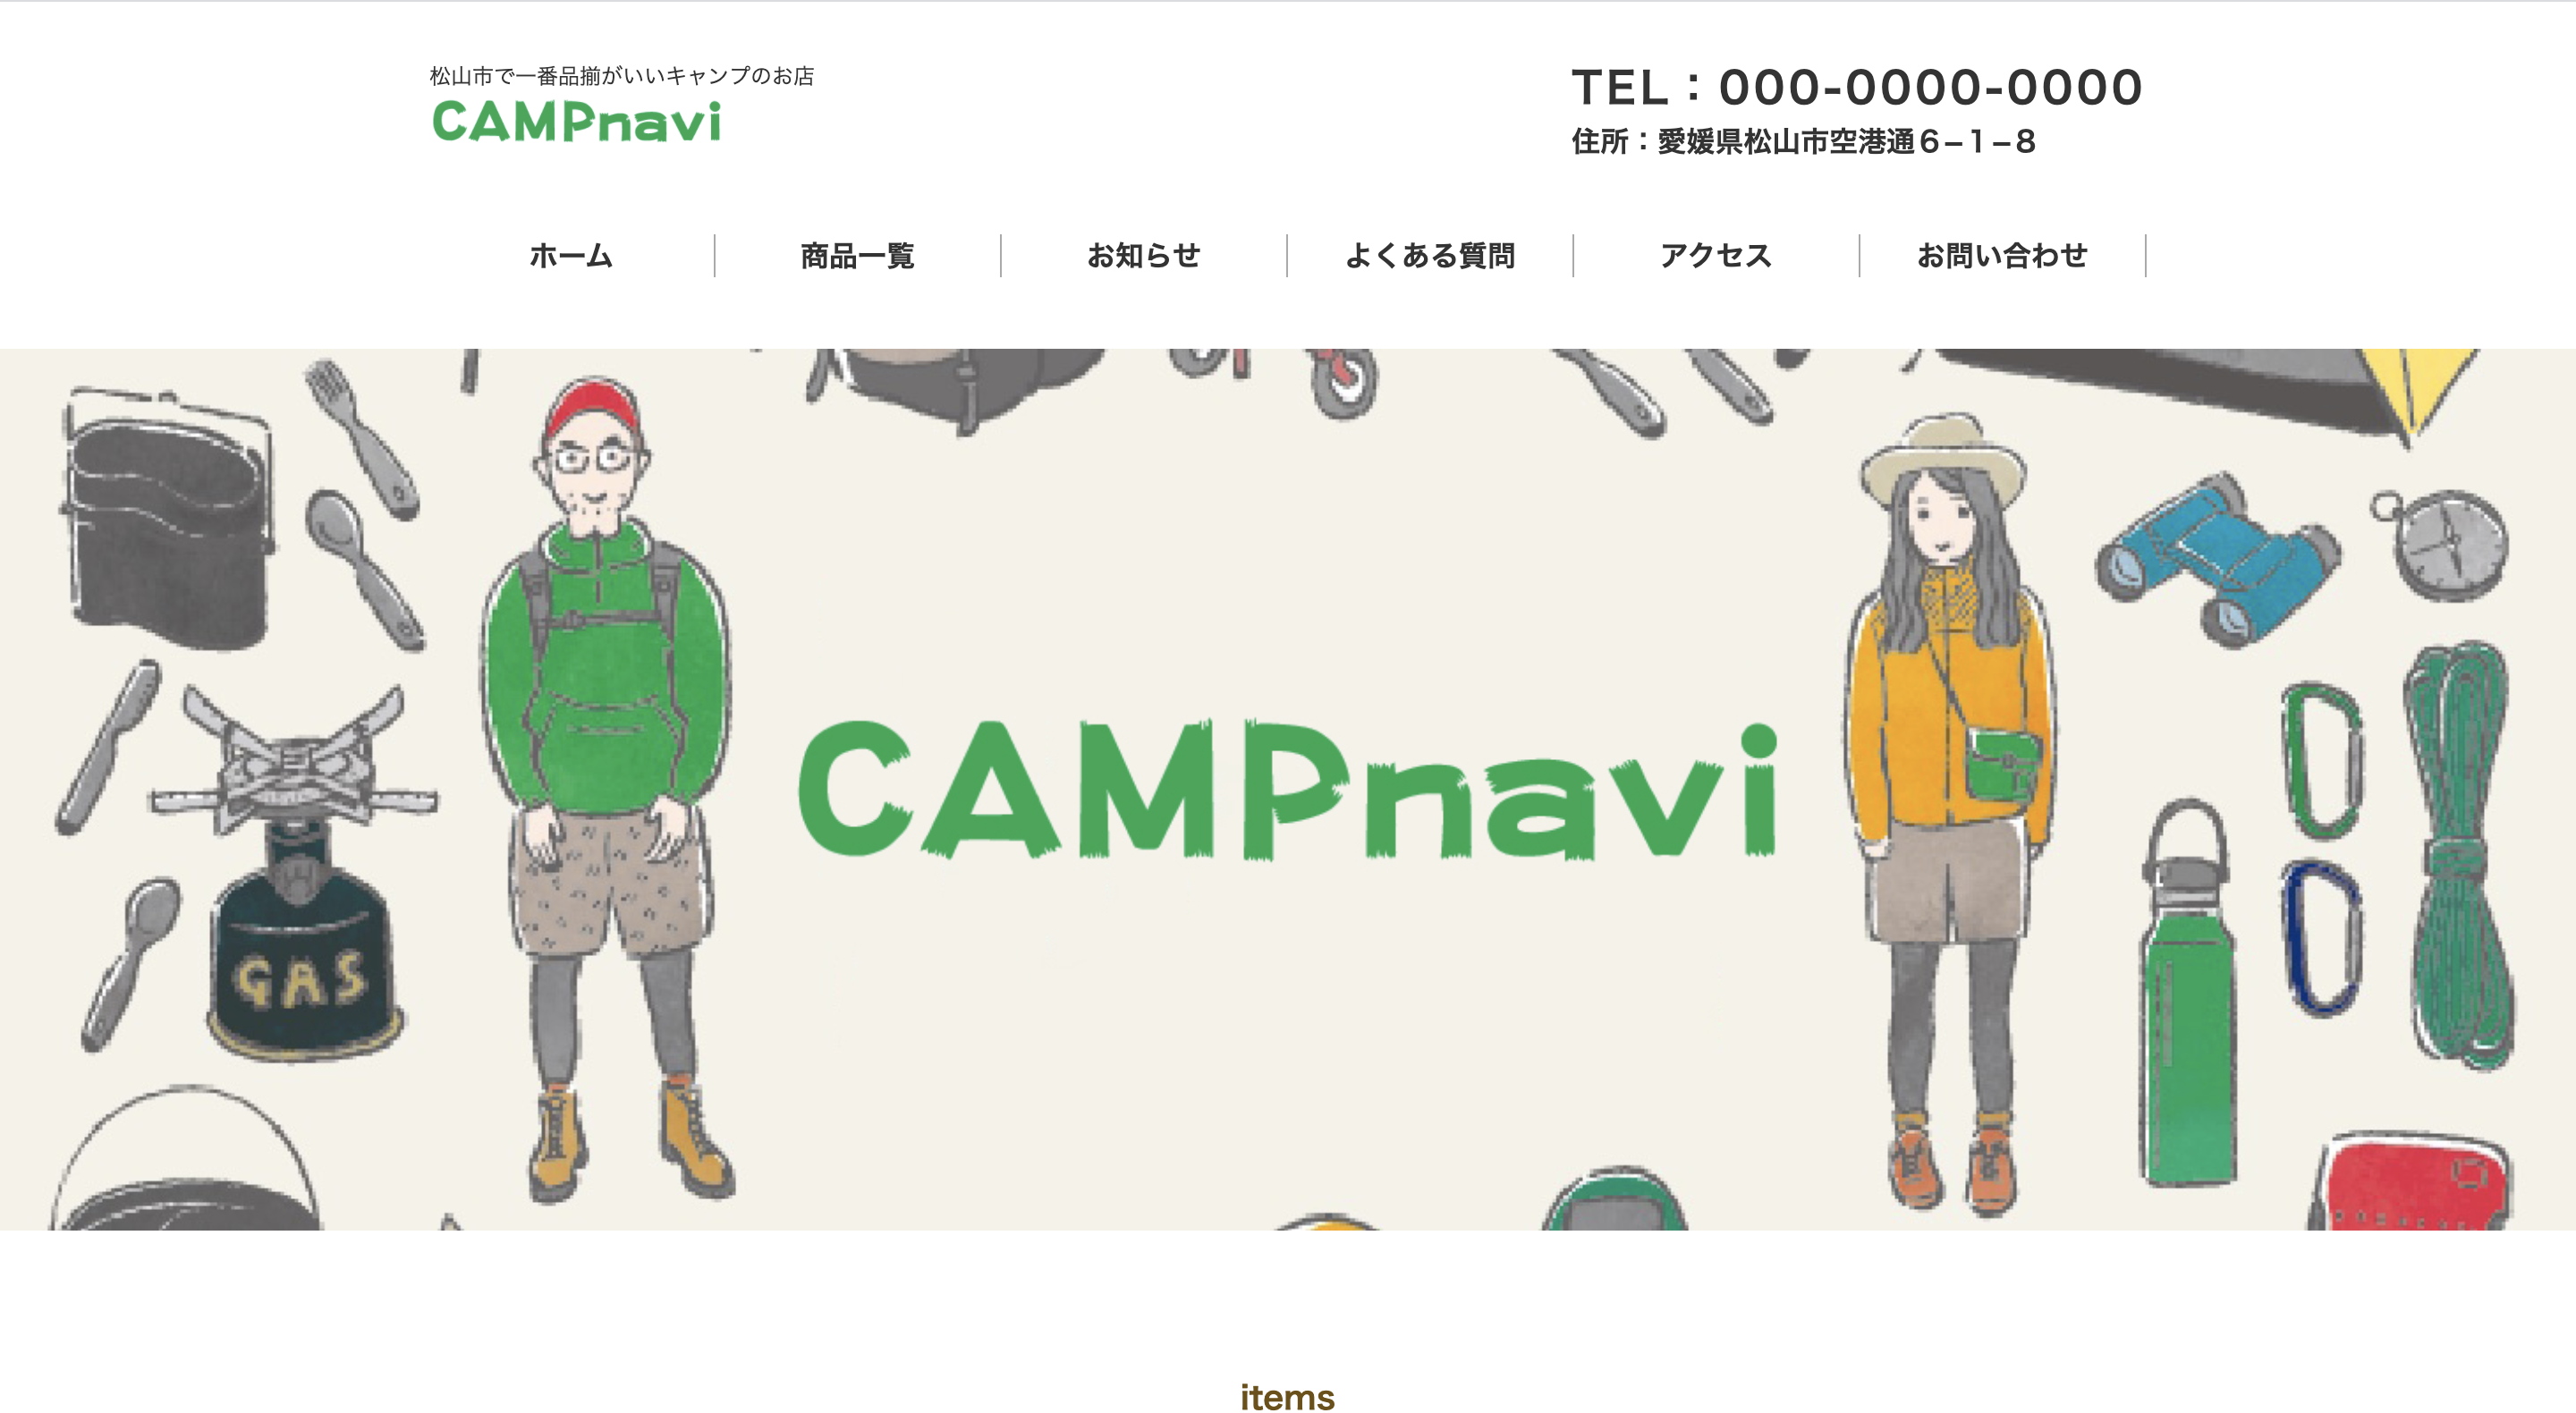 松山市で一番品揃がいいキャンプのお店
CAMPnavi
TEL：000-0000-0000
住所：愛媛県松山市空港通６−１−８
ホーム
商品一覧
お知らせ
よくある質問
アクセス
お問い合わせ
GAS
CAMPnavi
items